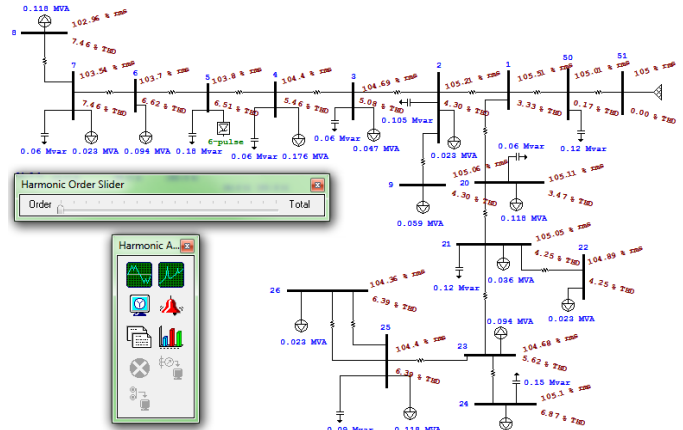 0.118 MVA
102.96 % rms
8
7.46 % THD
7
103.54 % rms
7.46 % THD
6
103.7 % rms
6.62 % THD
5
103.8 % rms
6.51 % THD
4
104.4 % rms
5.46 % THD
3
104.69 % rms
5.08 % THD
2
105.21 % rms
4.30 % THD
1
105.51 % rms
3.33 % THD
50
105.01 % rms
0.17 % THD
51
105 % rms
0.00 % THD
0.06 Mvar
0.023 MVA
0.094 MVA
0.18 Mvar
6-pulse
0.06 Mvar
0.176 MVA
0.06 Mvar
0.047 MVA
0.105 Mvar
0.023 MVA
0.12 Mvar
0.06 Mvar
9
105.06 % rms
4.30 % THD
0.059 MVA
20
105.11 % rms
3.47 % THD
0.118 MVA
Harmonic Order Slider
Order
Total
21
105.05 % rms
4.25 % THD
0.12 Mvar
0.036 MVA
22
104.89 % rms
4.25 % THD
0.023 MVA
Harmonic A...
26
104.36 % rms
6.39 % THD
0.023 MVA
25
104.4 % rms
6.39 % THD
0.09 Mvar
0.118 MVA
0.094 MVA
23
104.68 % rms
5.62 % THD
0.15 Mvar
24
105.1 % rms
6.87 % THD